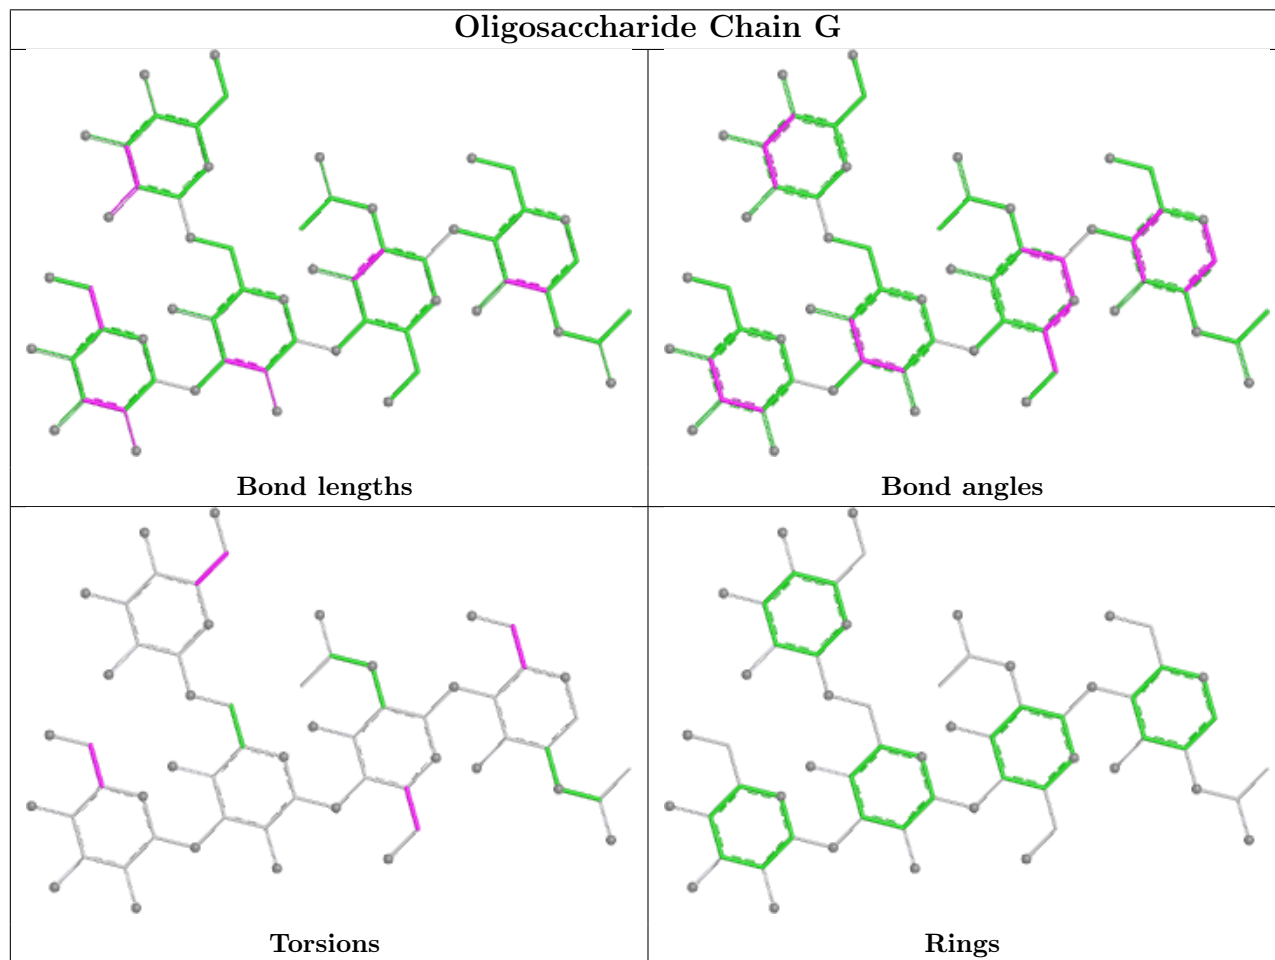 Oligosaccharide Chain G
Bond lengths
Bond angles
Torsions
Rings